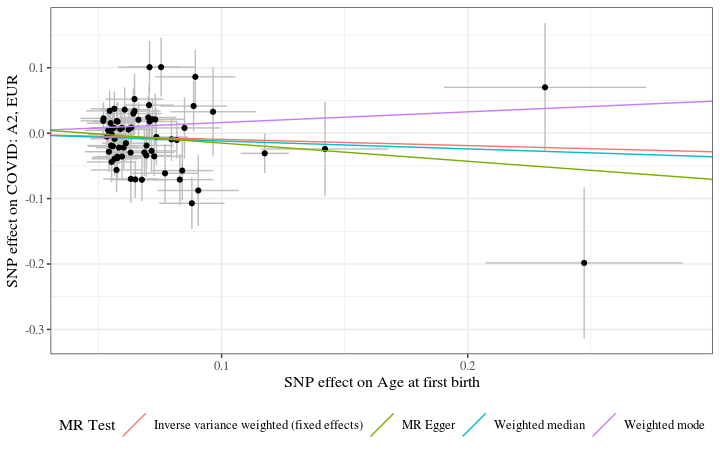 SNP effect on COVID: A2, EUR
0.1
0.0
-0.1
-0.2
-0.3
0.1 0.2
SNP effect on Age at first birth
MR Test Inverse variance weighted (fixed effects) MR Egger Weighted median Weighted mode